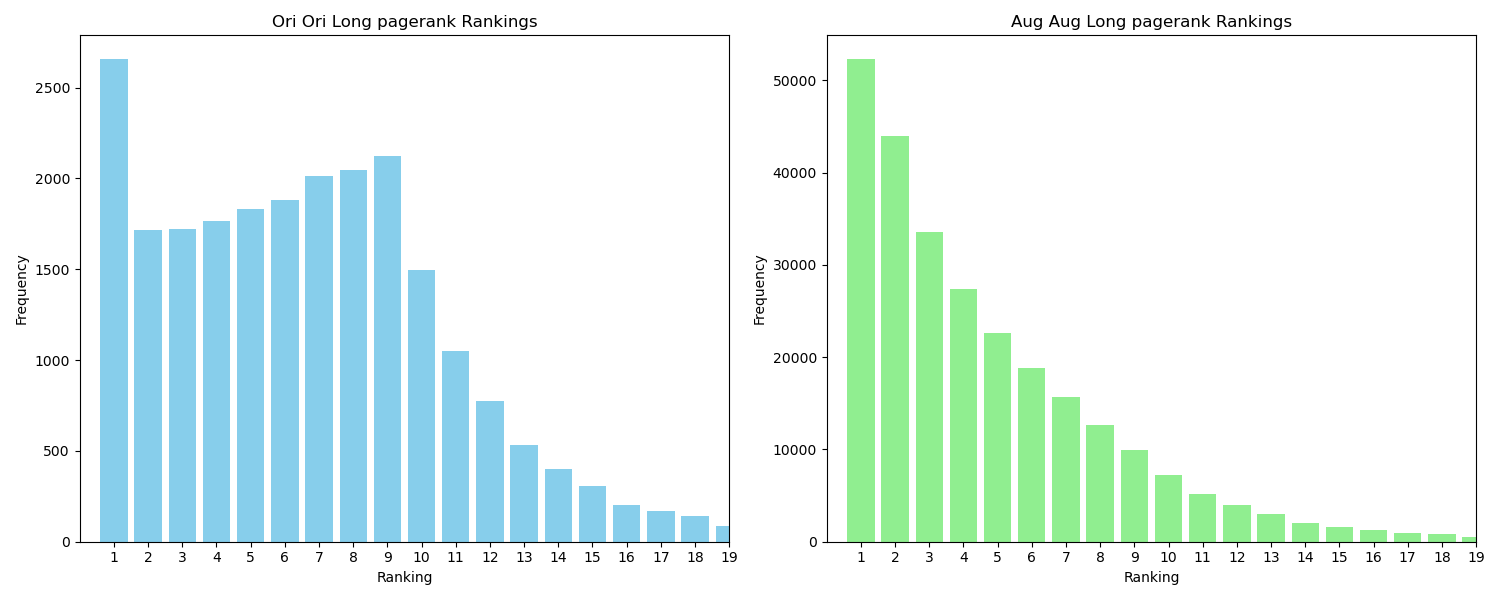 Ori Ori Long pagerank Rankings
Frequency
2500
2000
1500
1000
500
0
1 2 3 4 5 6 7 8 9 10 11 12 13 14 15 16 17 18 19
Ranking
Aug Aug Long pagerank Rankings
Frequency
50000
40000
30000
20000
10000
0
1 2 3 4 5 6 7 8 9 10 11 12 13 14 15 16 17 18 19
Ranking